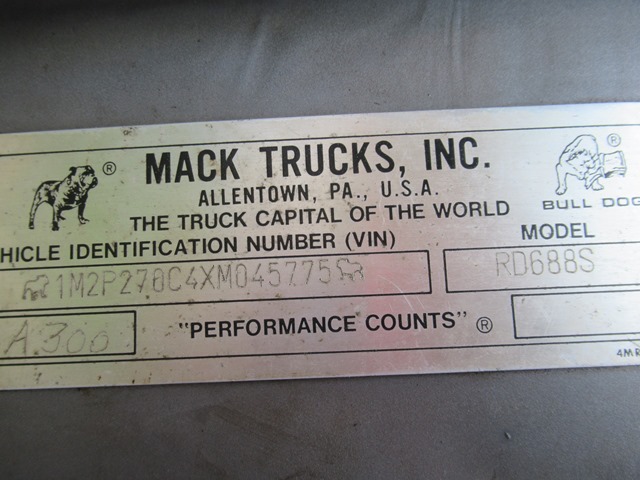 ® MACK TRUCKS, INC. ®
ALLENTOWN, PA., U.S.A.
BULL DOG
THE TRUCK CAPITAL OF THE WORLD
HICLE IDENTIFICATION NUMBER (VIN)
MODEL
1M2P270C4XM045775
RD688S
A300
"PERFORMANCE COUNTS" ®
4MR